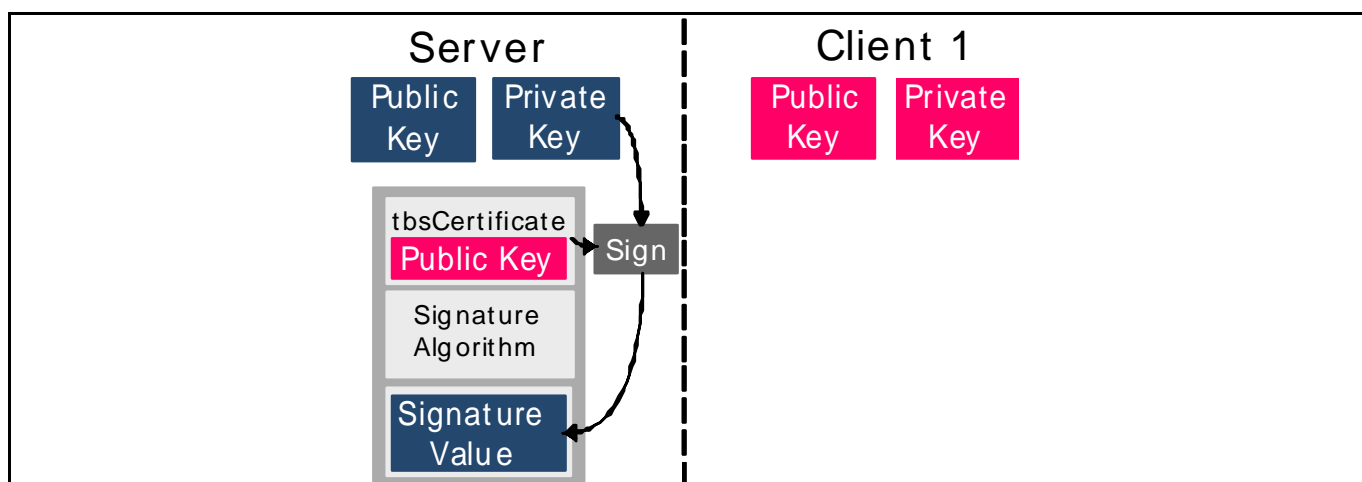 Server
Public
Key
Private
Key
tbsCertificate
Public Key
Sign
Signature
Algorithm
Signature
Value
Client 1
Public
Key
Private
Key